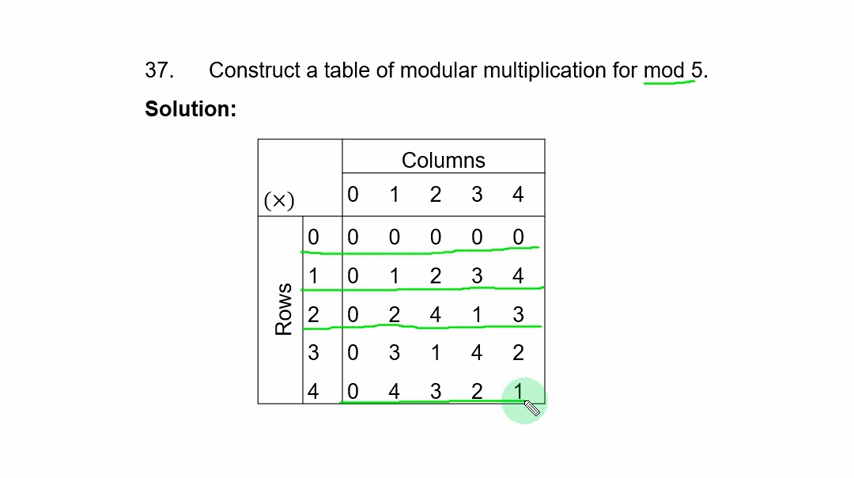 37. Construct a table of modular multiplication for mod 5.
Solution:
Columns
(×) 0 1 2 3 4
Rows
0 0 0 0 0 0
1 0 1 2 3 4
2 0 2 4 1 3
3 0 3 1 4 2
4 0 4 3 2 1